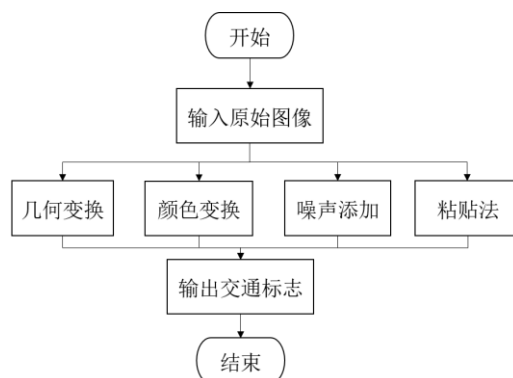 开始
输入原始图像
几何变换
颜色变换
噪声添加
粘贴法
输出交通标志
结束